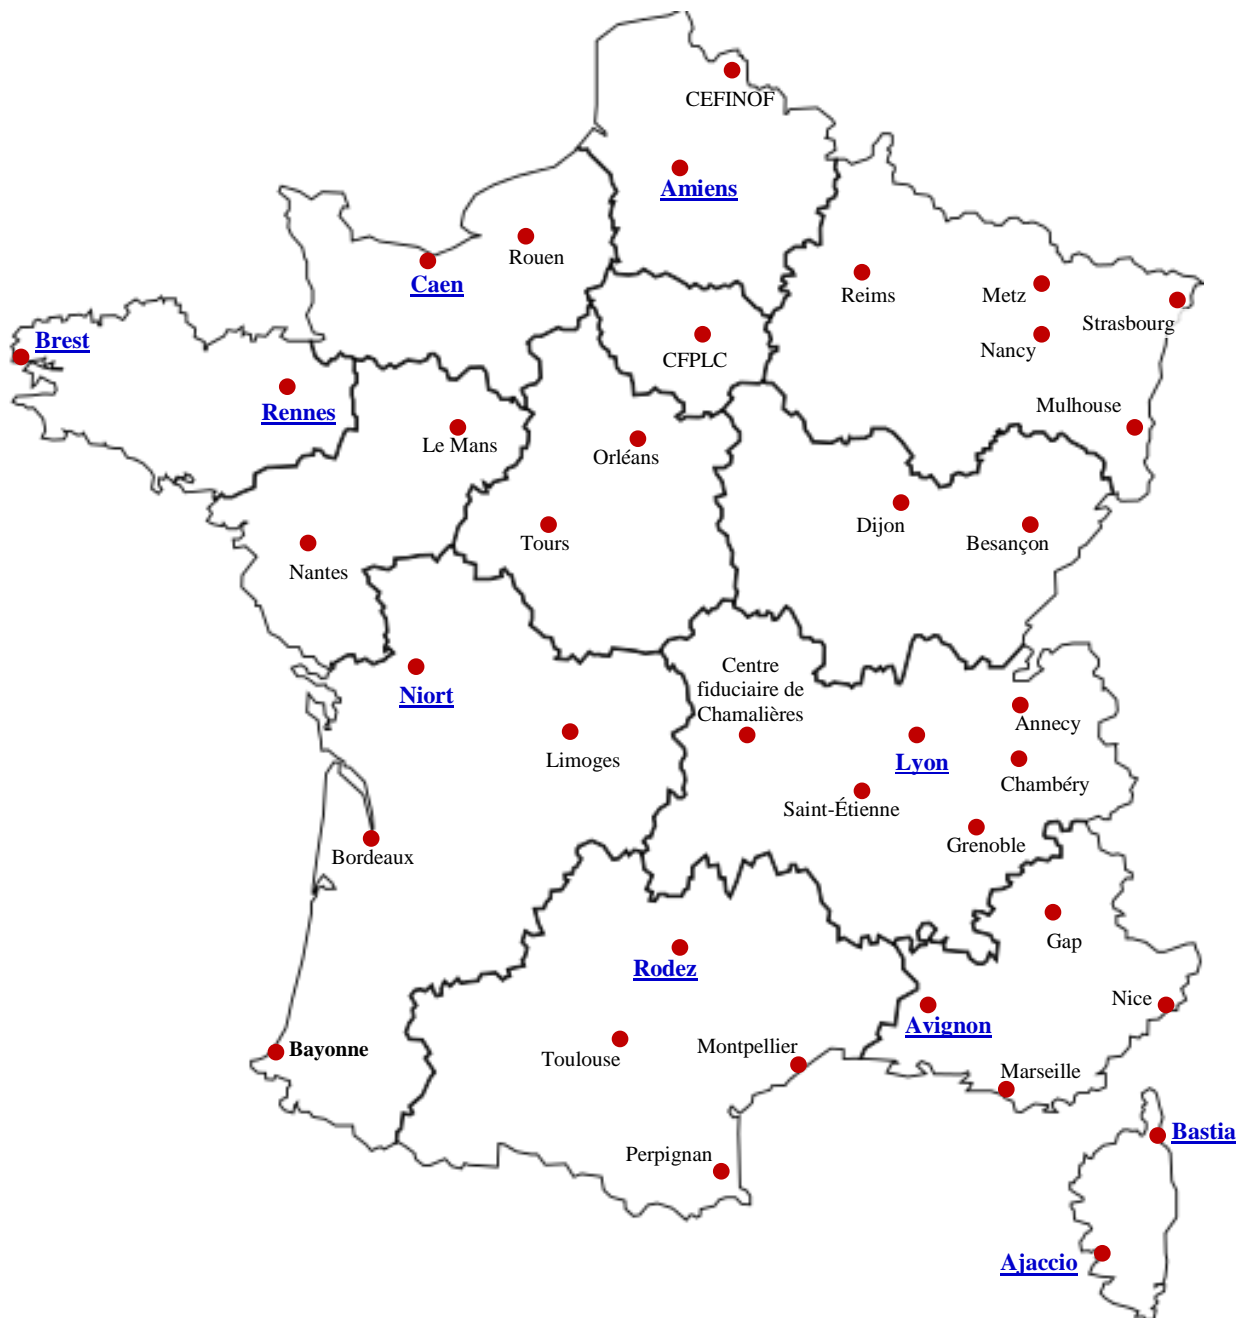 CEFINOF
Amiens
Rouen
Caen
Reims
Metz
Strasbourg
Brest
CFPLC
Nancy
Rennes
Mulhouse
Le Mans
Orléans
Dijon
Besançon
Tours
Nantes
Centre
fiduciaire de
Chamalières
Niort
Annecy
Limoges
Lyon
Chambéry
Saint-Étienne
Grenoble
Bordeaux
Gap
Rodez
Nice
Avignon
Bayonne
Toulouse
Montpellier
Marseille
Bastia
Perpignan
Ajaccio